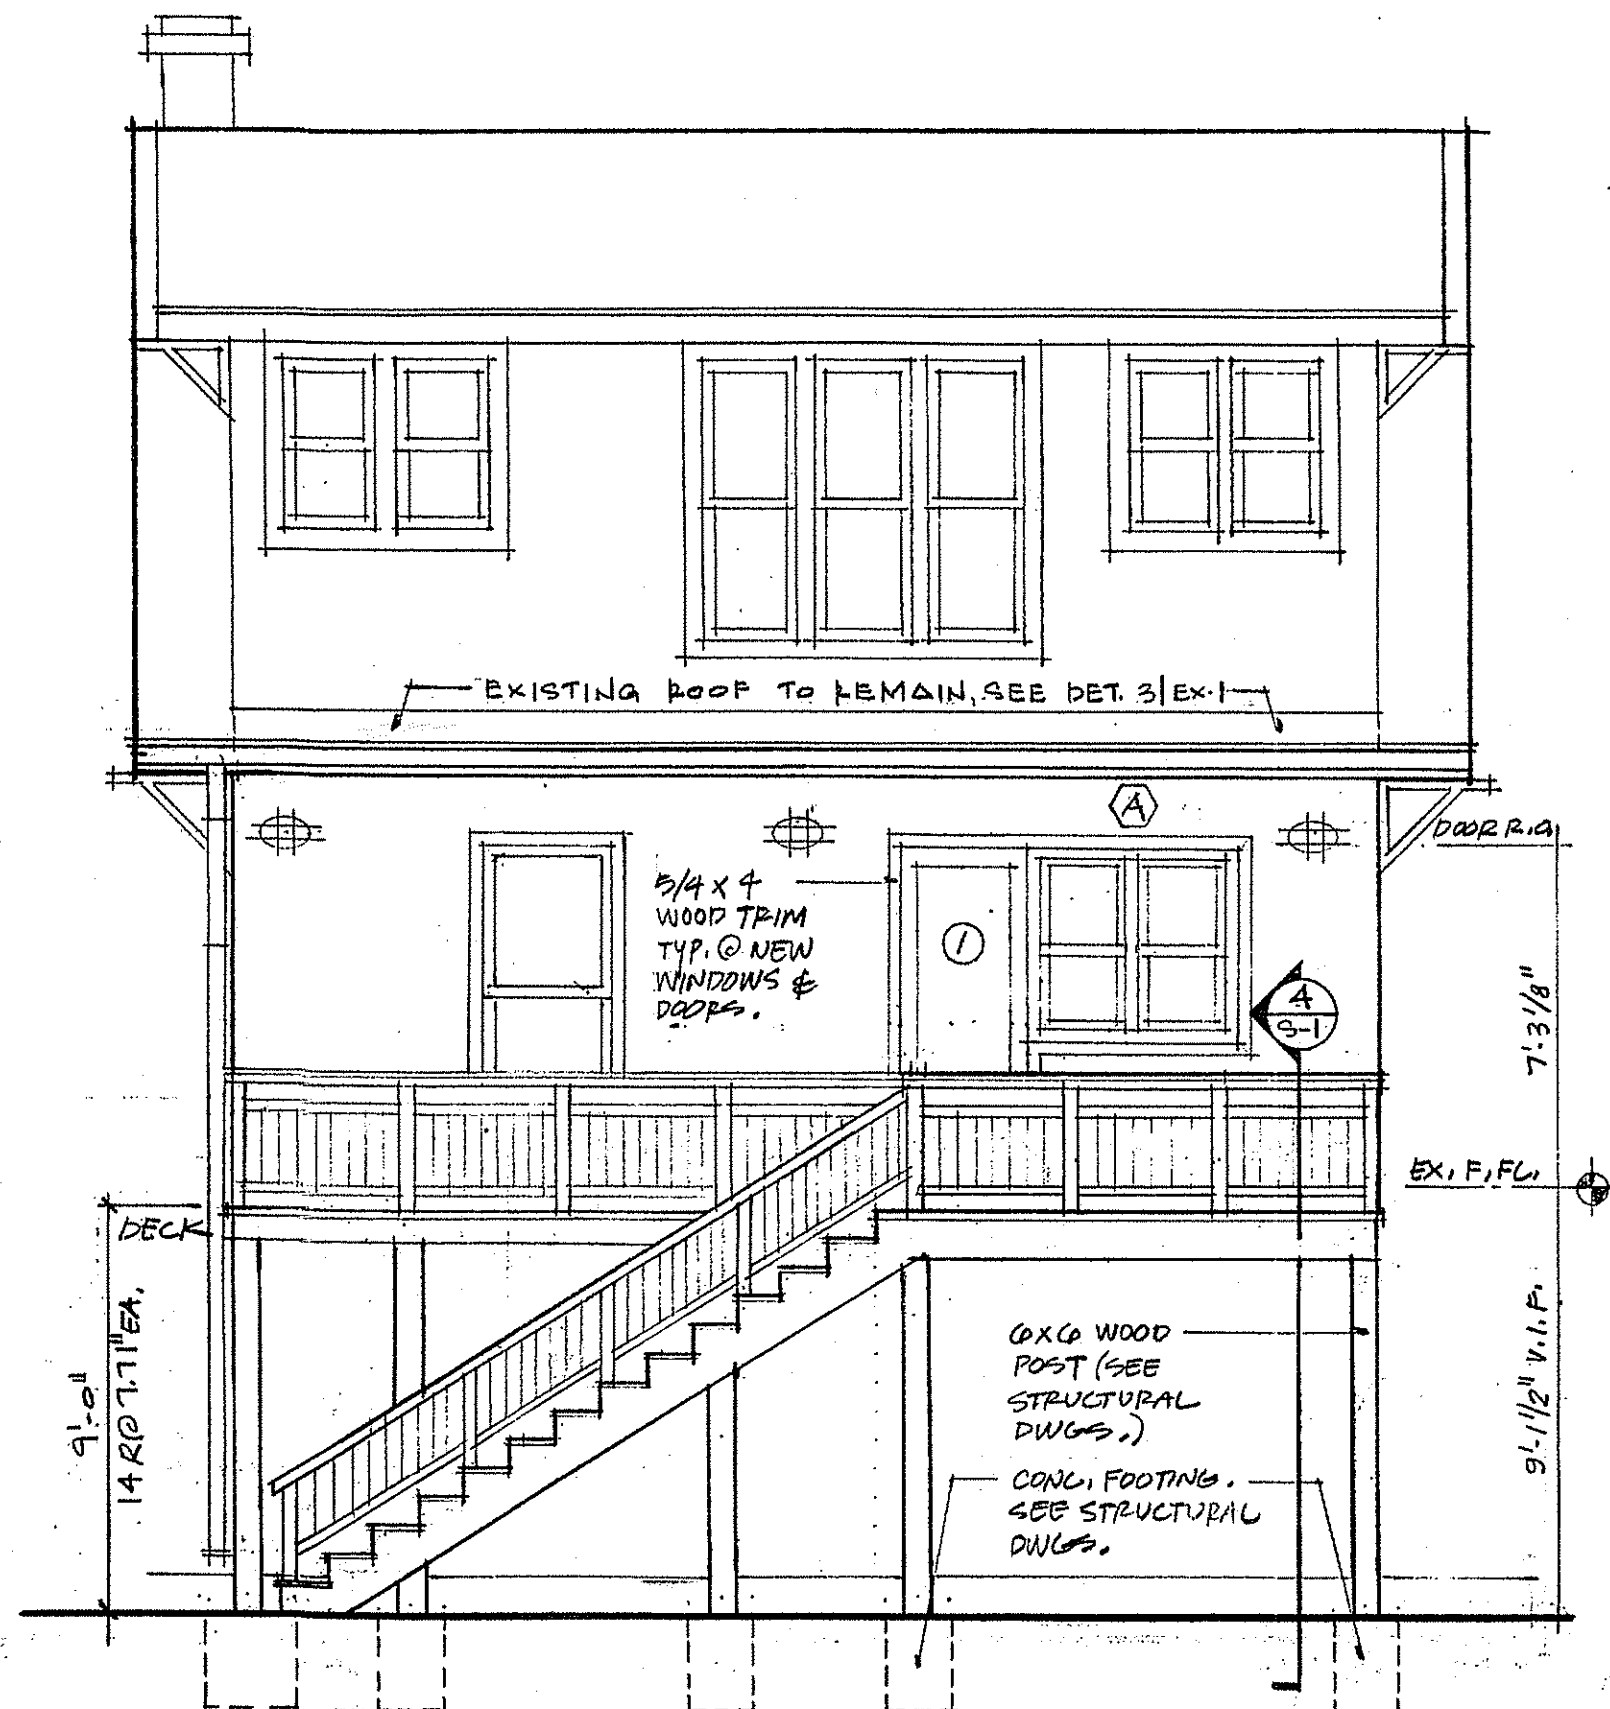 EXISTING ROOF TO REMAIN, SEE DET. 3/EX-1
A
DOOR R.O.
5/4 X 4
WOOD TRIM
TYP. @ NEW
WINDOWS &
DOORS.
1
4
S-1
7'-3 1/8"
EX. F. FL.
DECK
9'-0"
14 R @ 7.71" EA.
6X6 WOOD
POST (SEE
STRUCTURAL
DWGS.)
CONC. FOOTING.
SEE STRUCTURAL
DWGS.
9'-1 1/2" V.I.F.